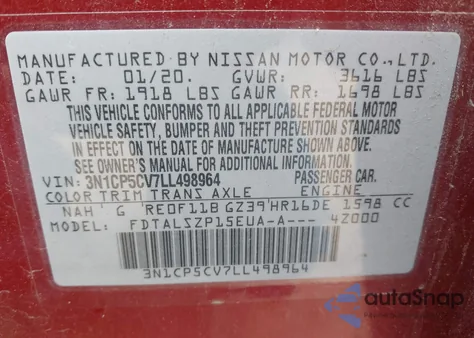 MANUFACTURED BY NISSAN MOTOR CO., LTD.
DATE: 01/20. GVWR: 3616 LBS
GAWR FR: 1918 LBS GAWR RR: 1698 LBS
THIS VEHICLE CONFORMS TO ALL APPLICABLE FEDERAL MOTOR
VEHICLE SAFETY, BUMPER AND THEFT PREVENTION STANDARDS
IN EFFECT ON THE DATE OF MANUFACTURE SHOWN ABOVE.
SEE OWNER'S MANUAL FOR ADDITIONAL INFORMATION.
VIN: 3N1CP5CV7LL498964 PASSENGER CAR.
COLOR TRIM TRANS AXLE ENGINE
NAH G RE0F11B GZ39 HR16DE 1598 CC
MODEL: FDTALSZP15EUA-A--- 4Z000
3N1CP5CV7LL498964
autoSnap